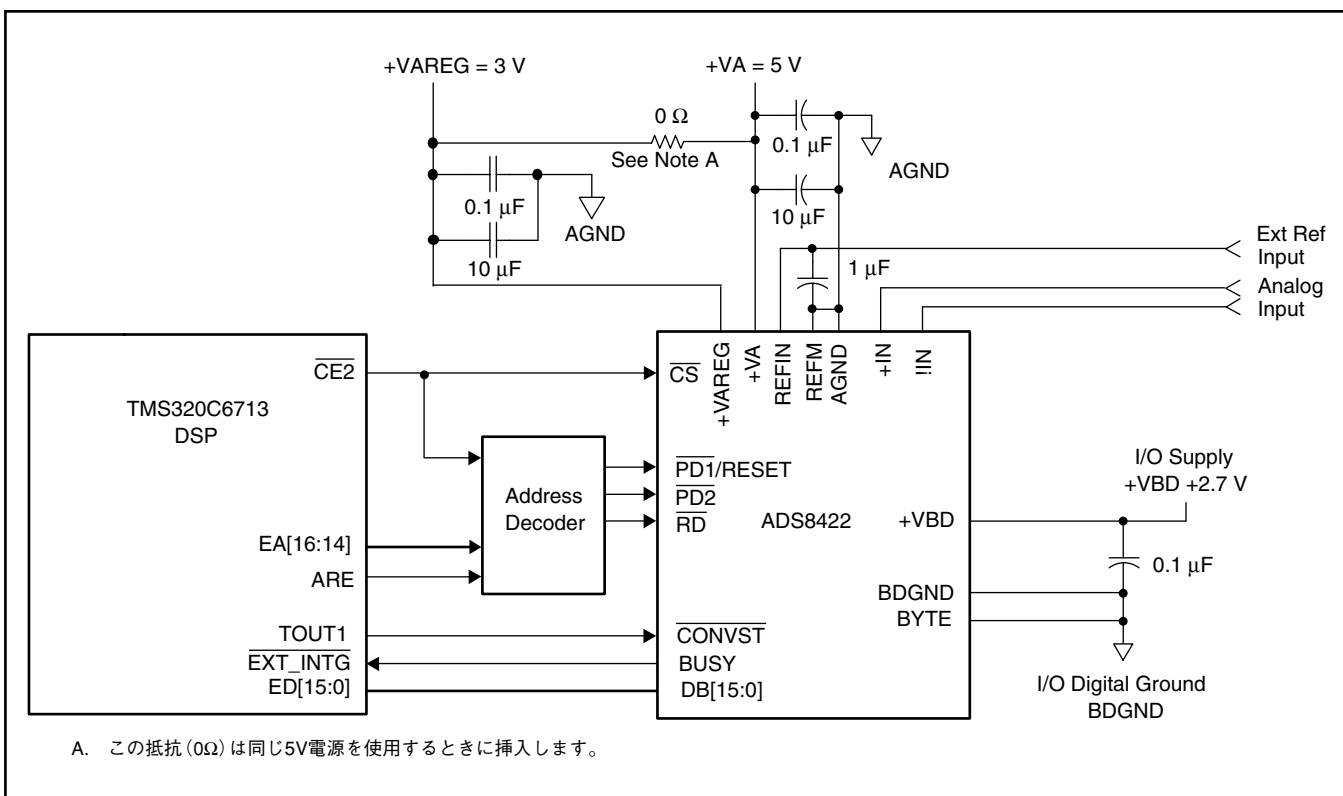 +VAREG = 3 V
+VA = 5 V
0 Ω
See Note A
0.1 μF
AGND
0.1 μF
10 μF
AGND
10 μF
1 μF
Ext Ref
Input
Analog
Input
TMS320C6713
DSP
CE2
EA[16:14]
ARE
TOUT1
EXT_INTG
ED[15:0]
Address
Decoder
CS
+VAREG
+VA
REFIN
REFM
AGND
+IN
!IN
PD1/RESET
PD2
RD
ADS8422
+VBD
BDGND
BYTE
CONVST
BUSY
DB[15:0]
I/O Supply
+VBD +2.7 V
0.1 μF
I/O Digital Ground
BDGND
A. この抵抗(0Ω)は同じ5V電源を使用するときに挿入します。